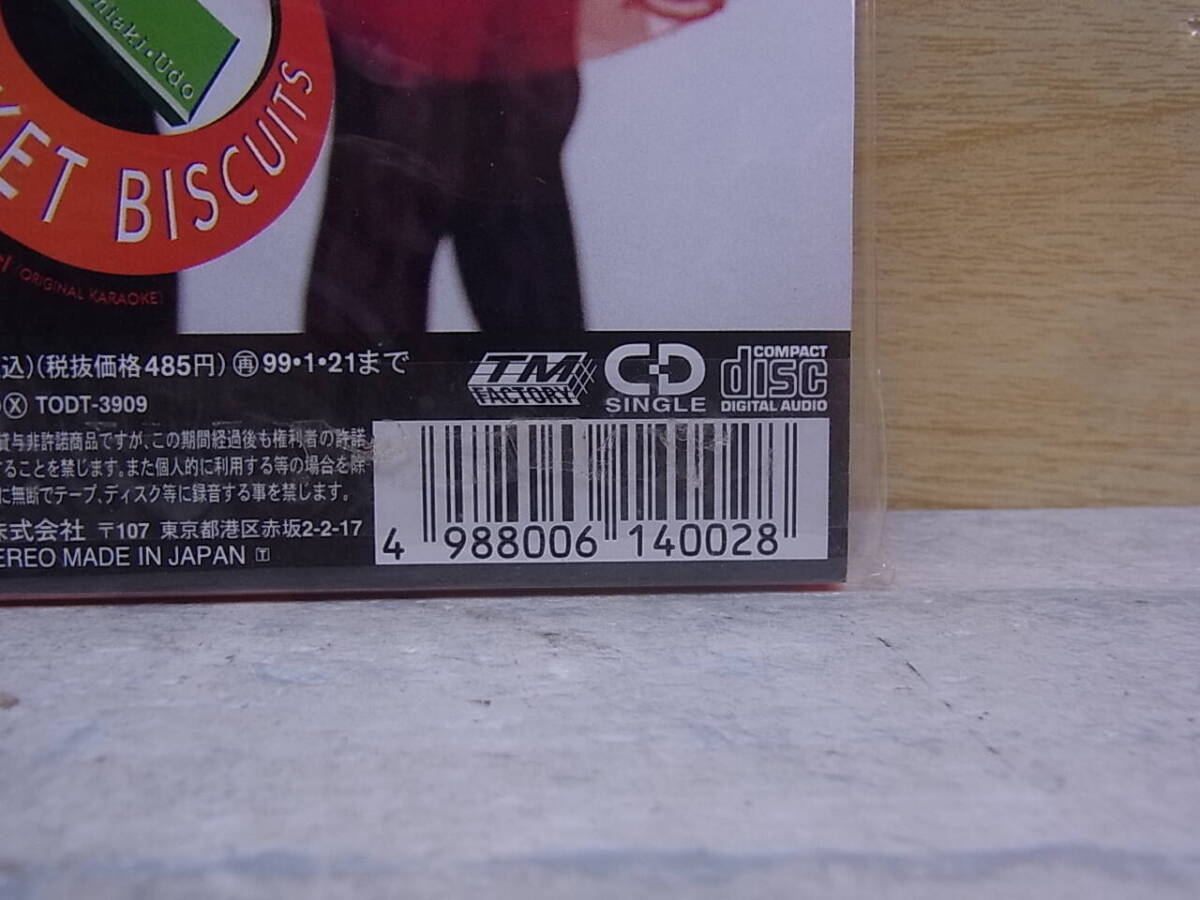 Udo
BISCUITS
(ORIGINAL KARAOKE)
込)(税抜価格485円) 再 99・1・21まで
Ⓧ TODT-3909
貸与非許諾商品ですが、この期間経過後も権利者の許諾
することを禁じます。また個人的に利用する等の場合を除
に無断でテープ、ディスク等に録音する事を禁じます。
株式会社 〒107 東京都港区赤坂2-2-17
EREO MADE IN JAPAN Ⓣ
TM
FACTORY
CD
SINGLE
COMPACT
disc
DIGITAL AUDIO
4 988006 140028